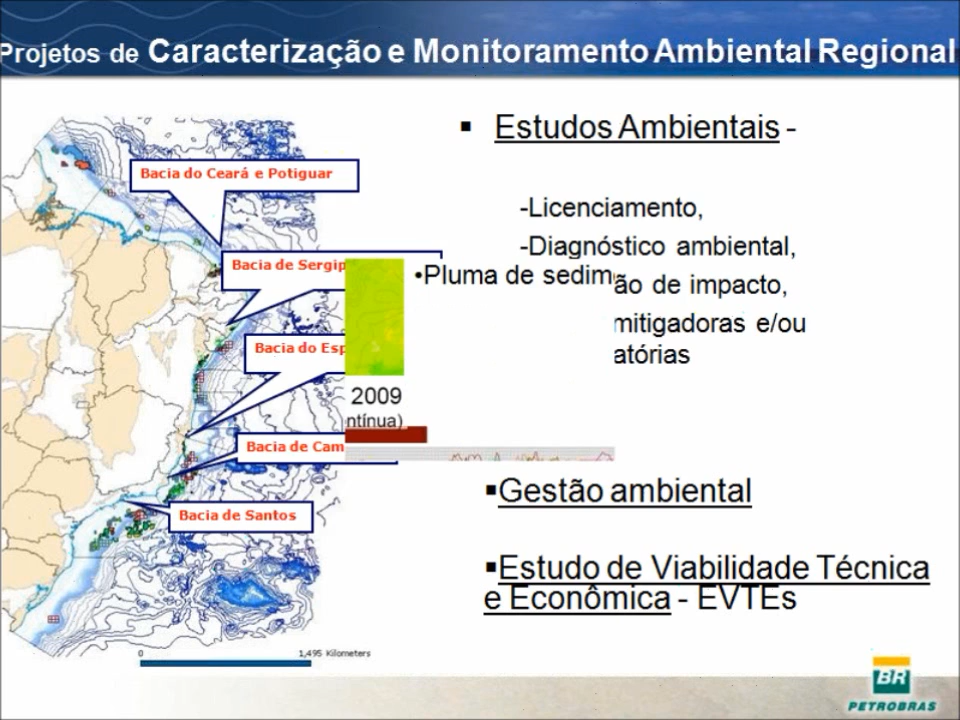 Projetos de Caracterização e Monitoramento Ambiental Regional
▪ Estudos Ambientais -
-Licenciamento,
-Diagnóstico ambiental,
•Pluma de sedim
ão de impacto,
mitigadoras e/ou
atórias
Bacia do Ceará e Potiguar
Bacia de Sergip
Bacia do Esp
2009
ntínua)
Bacia de Cam
Bacia de Santos
▪Gestão ambiental
▪Estudo de Viabilidade Técnica
e Econômica - EVTEs
0 1,495 Kilometers
BR
PETROBRAS